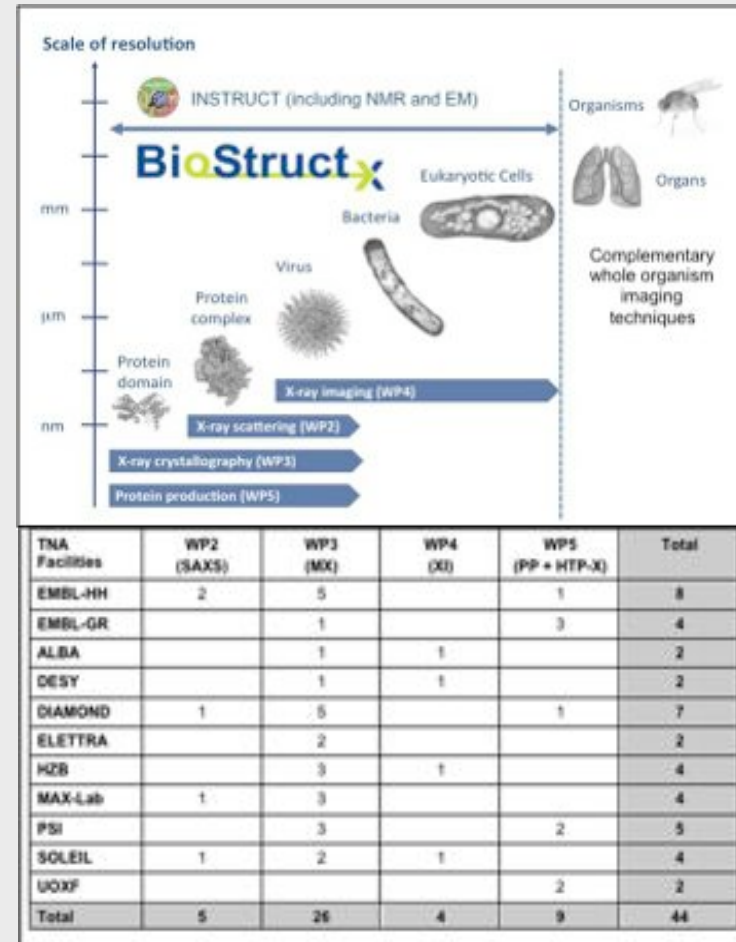 Scale of resolution
INSTRUCT (including NMR and EM)
BioStructx
Organisms
Organs
Eukaryotic Cells
Bacteria
mm
Virus
Complementary
whole organism
imaging
techniques
Protein
complex
μm
Protein
domain
X-ray imaging (WP4)
nm
X-ray scattering (WP2)
X-ray crystallography (WP3)
Protein production (WP5)
TNA Facilities WP2 (SAXS) WP3 (MX) WP4 (XI) WP5 (PP + HTP-X) Total
EMBL-HH 2 5 1 8
EMBL-GR 1 3 4
ALBA 1 1 2
DESY 1 1 2
DIAMOND 1 5 1 7
ELETTRA 2 2
HZB 3 1 4
MAX-Lab 1 3 4
PSI 3 2 5
SOLEIL 1 2 1 4
UOXF 2 2
Total 5 26 4 9 44